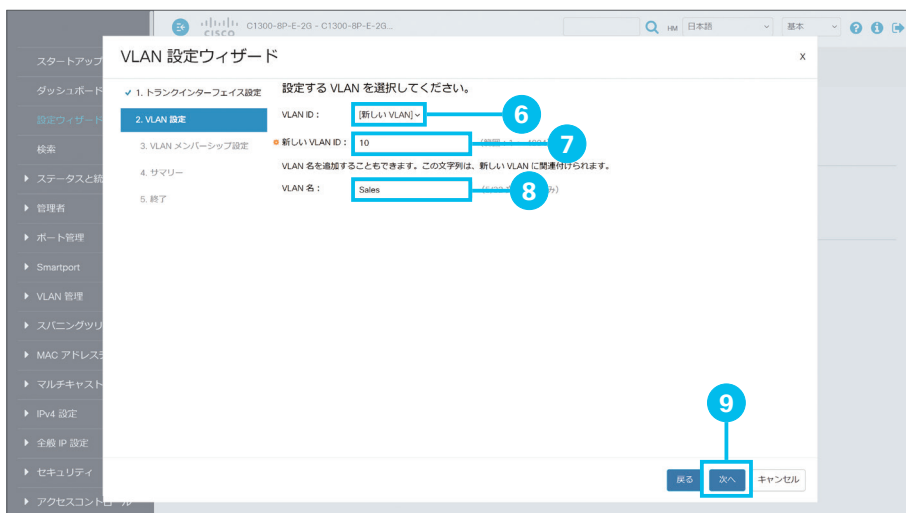 cisco
C1300-8P-E-2G - C1300-8P-E-2G...
HM 日本語
基本
VLAN 設定ウィザード
x
スタートアップ
ダッシュボード
設定ウィザード
検索
ステータスと統
管理者
ポート管理
Smartport
VLAN 管理
スパニングツリ
MAC アドレステ
マルチキャスト
IPv4 設定
全般 IP 設定
セキュリティ
アクセスコントロール
1. トランクインターフェイス設定
2. VLAN 設定
3. VLAN メンバーシップ設定
4. サマリー
5. 終了
設定する VLAN を選択してください。
VLAN ID： [新しい VLAN] 6
新しい VLAN ID： 10 7
VLAN 名を追加することもできます。この文字列は、新しい VLAN に関連付けられます。
VLAN 名： Sales 8
9
戻る 次へ キャンセル